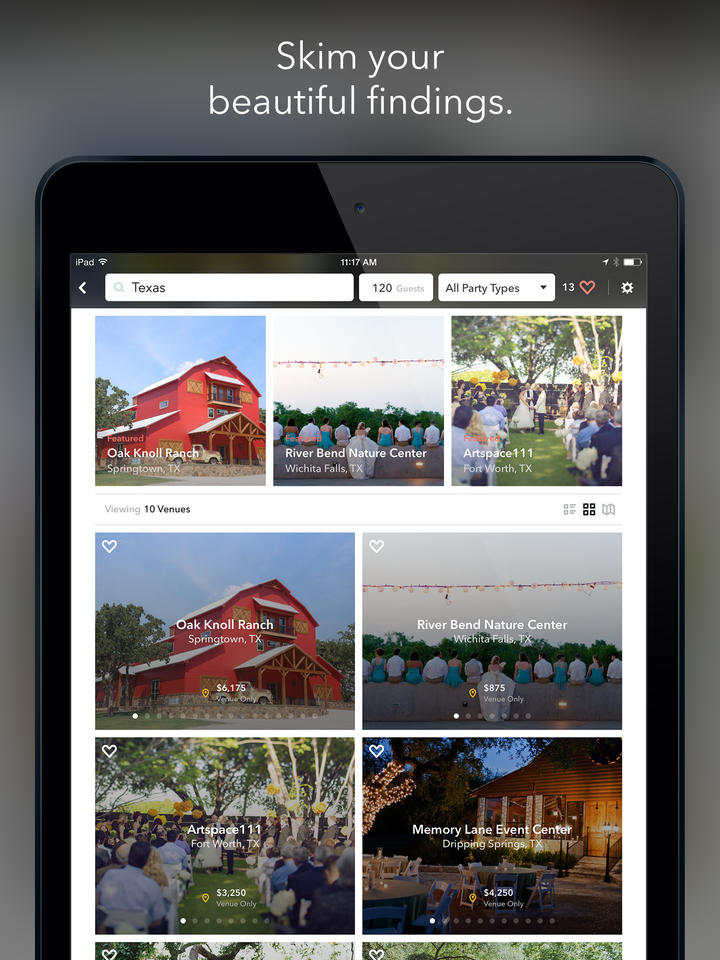 Skim your
beautiful findings.
iPad
11:17 AM
Texas
120 Guests
All Party Types
13
Featured
Oak Knoll Ranch
Springtown, TX
Featured
River Bend Nature Center
Wichita Falls, TX
Featured
Artspace111
Fort Worth, TX
Viewing 10 Venues
Oak Knoll Ranch
Springtown, TX
$6,175
Venue Only
River Bend Nature Center
Wichita Falls, TX
$875
Venue Only
Artspace111
Fort Worth, TX
$3,250
Venue Only
Memory Lane Event Center
Dripping Springs, TX
$4,250
Venue Only